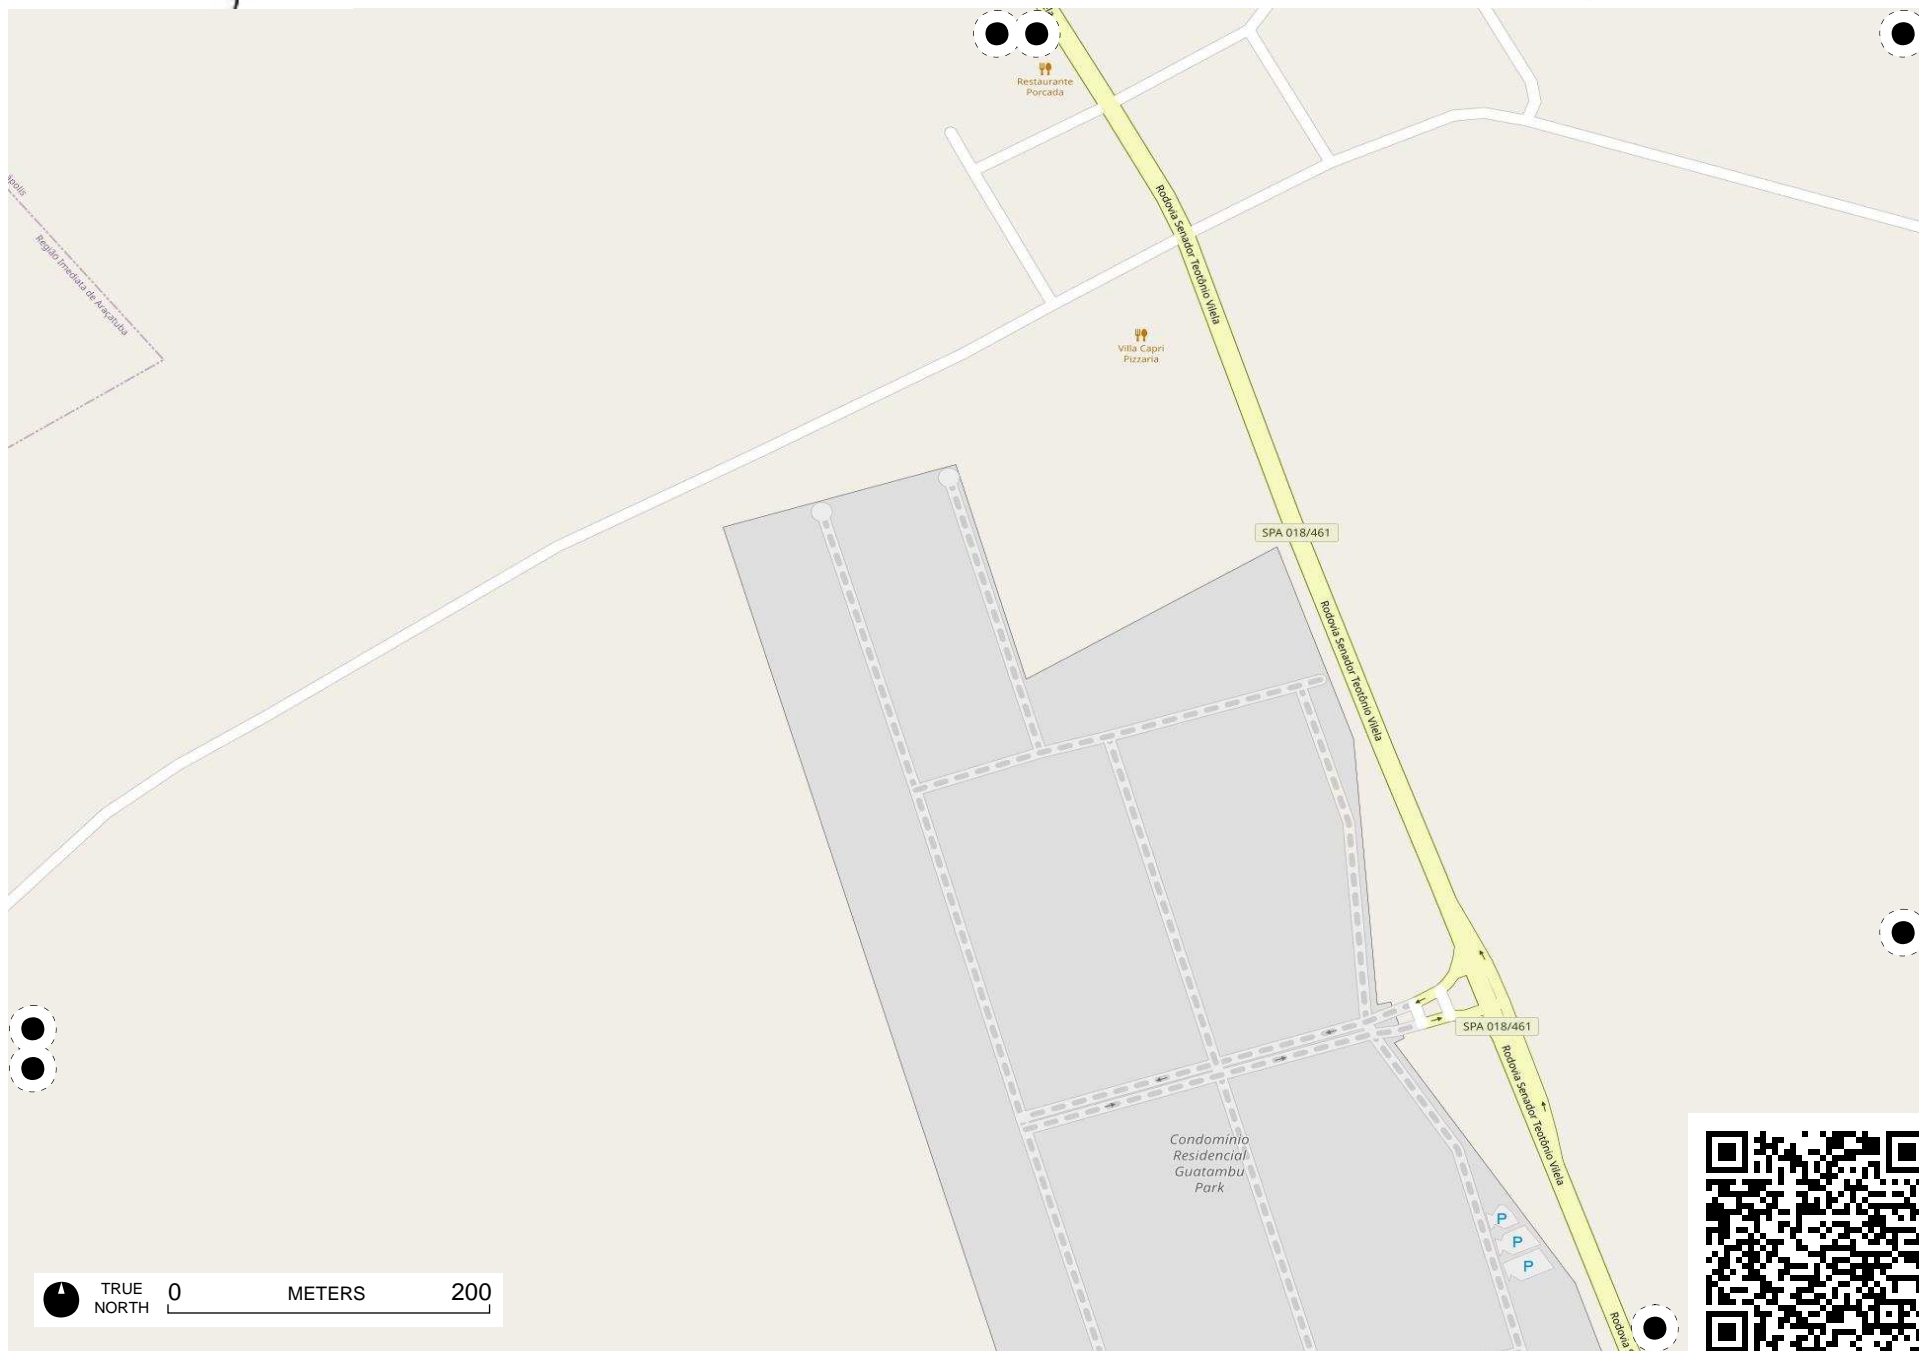 Restaurante
Porcada
Rodovia Senador Teotônio Vilela
Região Imediata de Araçatuba
Villa Capri
Pizzaria
SPA 018/461
Rodovia Senador Teotônio Vilela
SPA 018/461
Rodovia Senador Teotônio Vilela
Condomínio
Residencial
Guatambu
Park
P
P
P
TRUE
NORTH
0 METERS 200
Rodovia